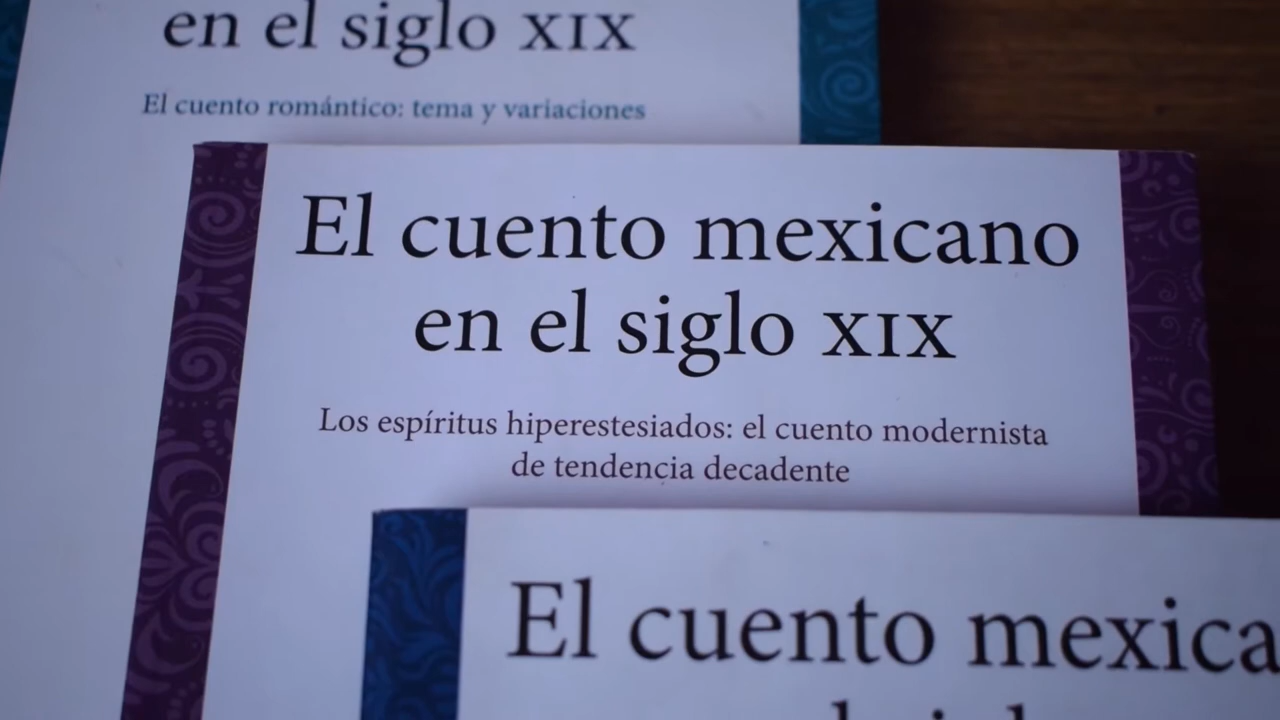 en el siglo XIX
El cuento romántico: tema y variaciones
El cuento mexicano
en el siglo XIX
Los espíritus hiperestesiados: el cuento modernista
de tendencia decadente
El cuento mexica